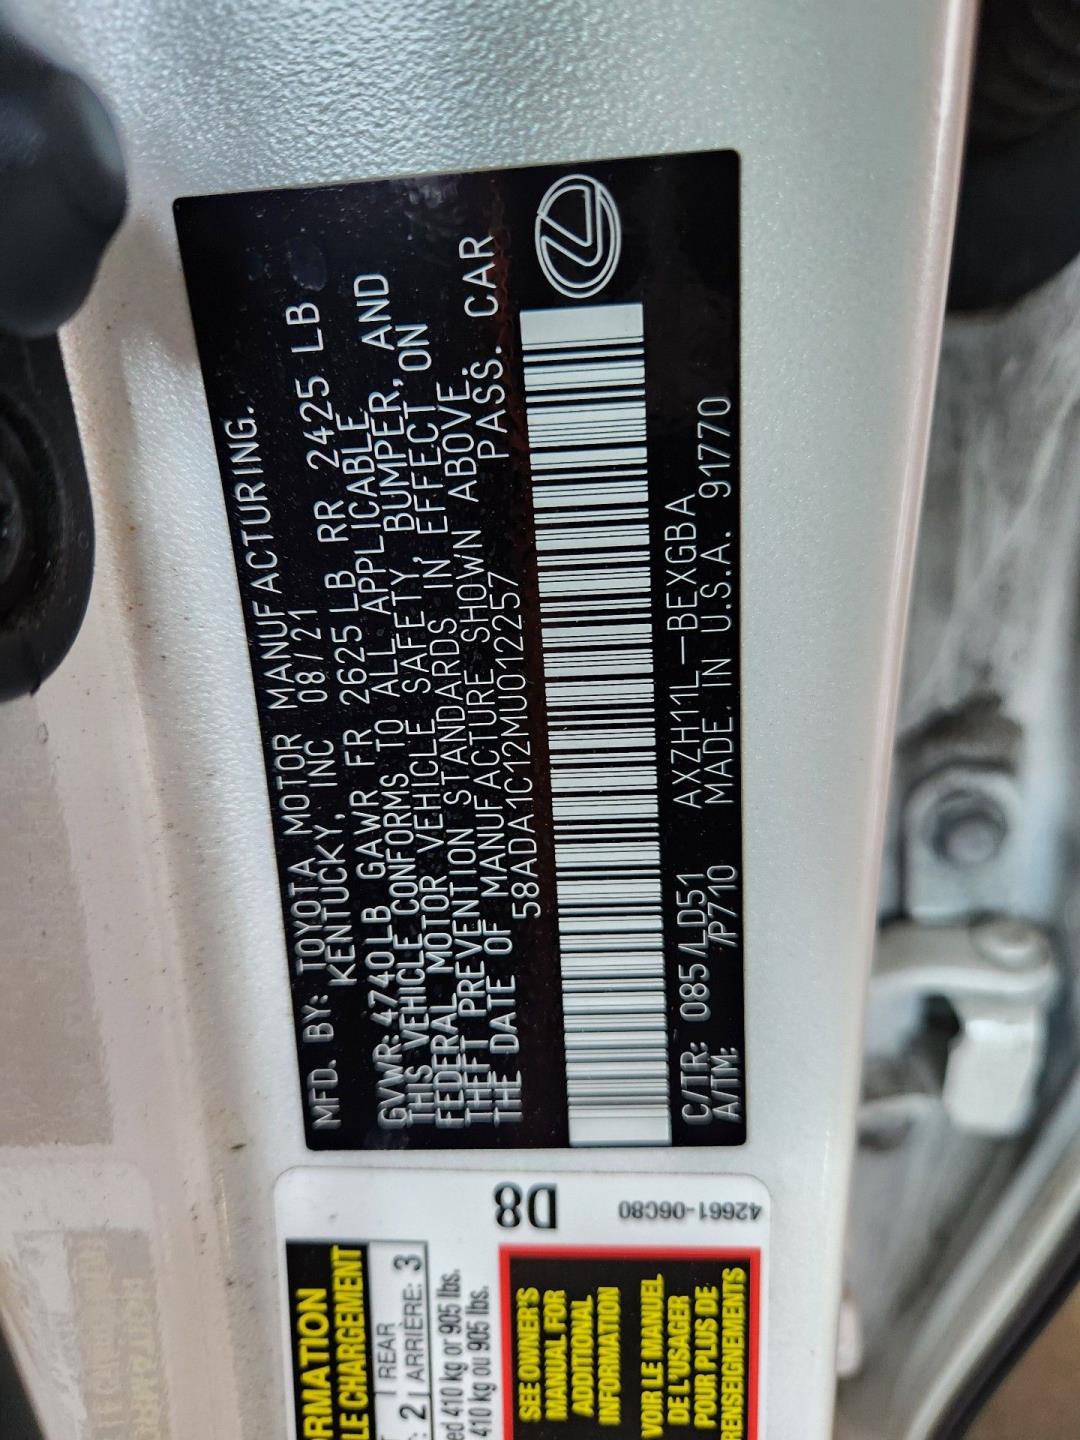 MFD. BY: TOYOTA MOTOR MANUFACTURING.
KENTUCKY, INC 08/21
GVWR:4740LB GAWR FR 2625LB RR 2425 LB
THIS VEHICLE CONFORMS TO ALL APPLICABLE
FEDERAL MOTOR VEHICLE SAFETY, BUMPER, AND
THEFT PREVENTION STANDARDS IN EFFECT ON
THE DATE OF MANUFACTURE SHOWN ABOVE.
58ADA1C12MU012257 PASS. CAR
C/TR: 085/LD51 AXZH11L-BEXGBA
A/TM: /P710 MADE IN U.S.A. 91770
D8
42661-06C80
LE CHARGEMENT
REAR
2 ARRIÈRE: 3
410 kg or 905 lbs.
410 kg ou 905 lbs.
SEE OWNER'S
MANUAL FOR
ADDITIONAL
INFORMATION
VOIR LE MANUEL
DE L'USAGER
POUR PLUS DE
RENSEIGNEMENTS